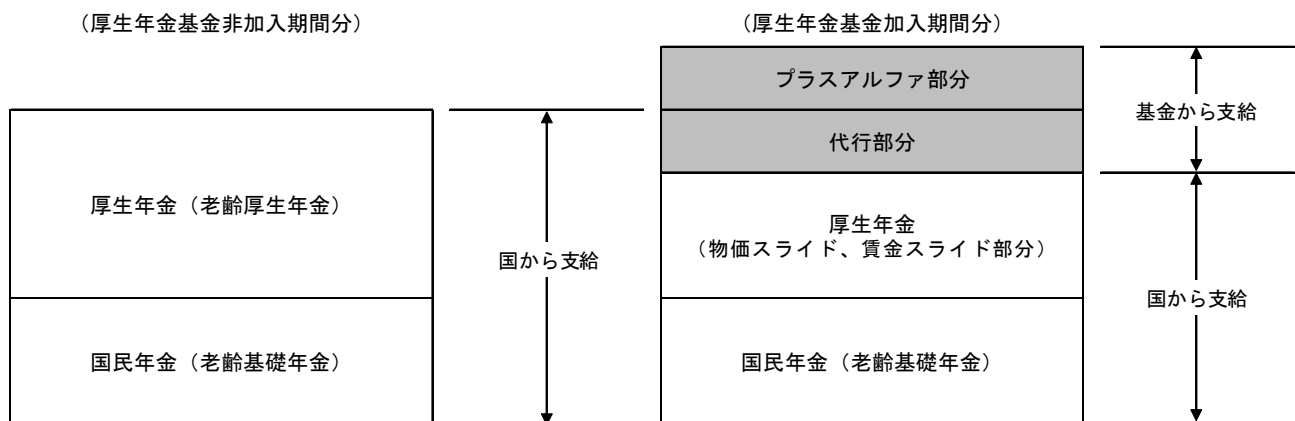 （厚生年金基金非加入期間分）
厚生年金（老齢厚生年金）
国民年金（老齢基礎年金）
国から支給
（厚生年金基金加入期間分）
プラスアルファ部分
代行部分
厚生年金
（物価スライド、賃金スライド部分）
国民年金（老齢基礎年金）
基金から支給
国から支給